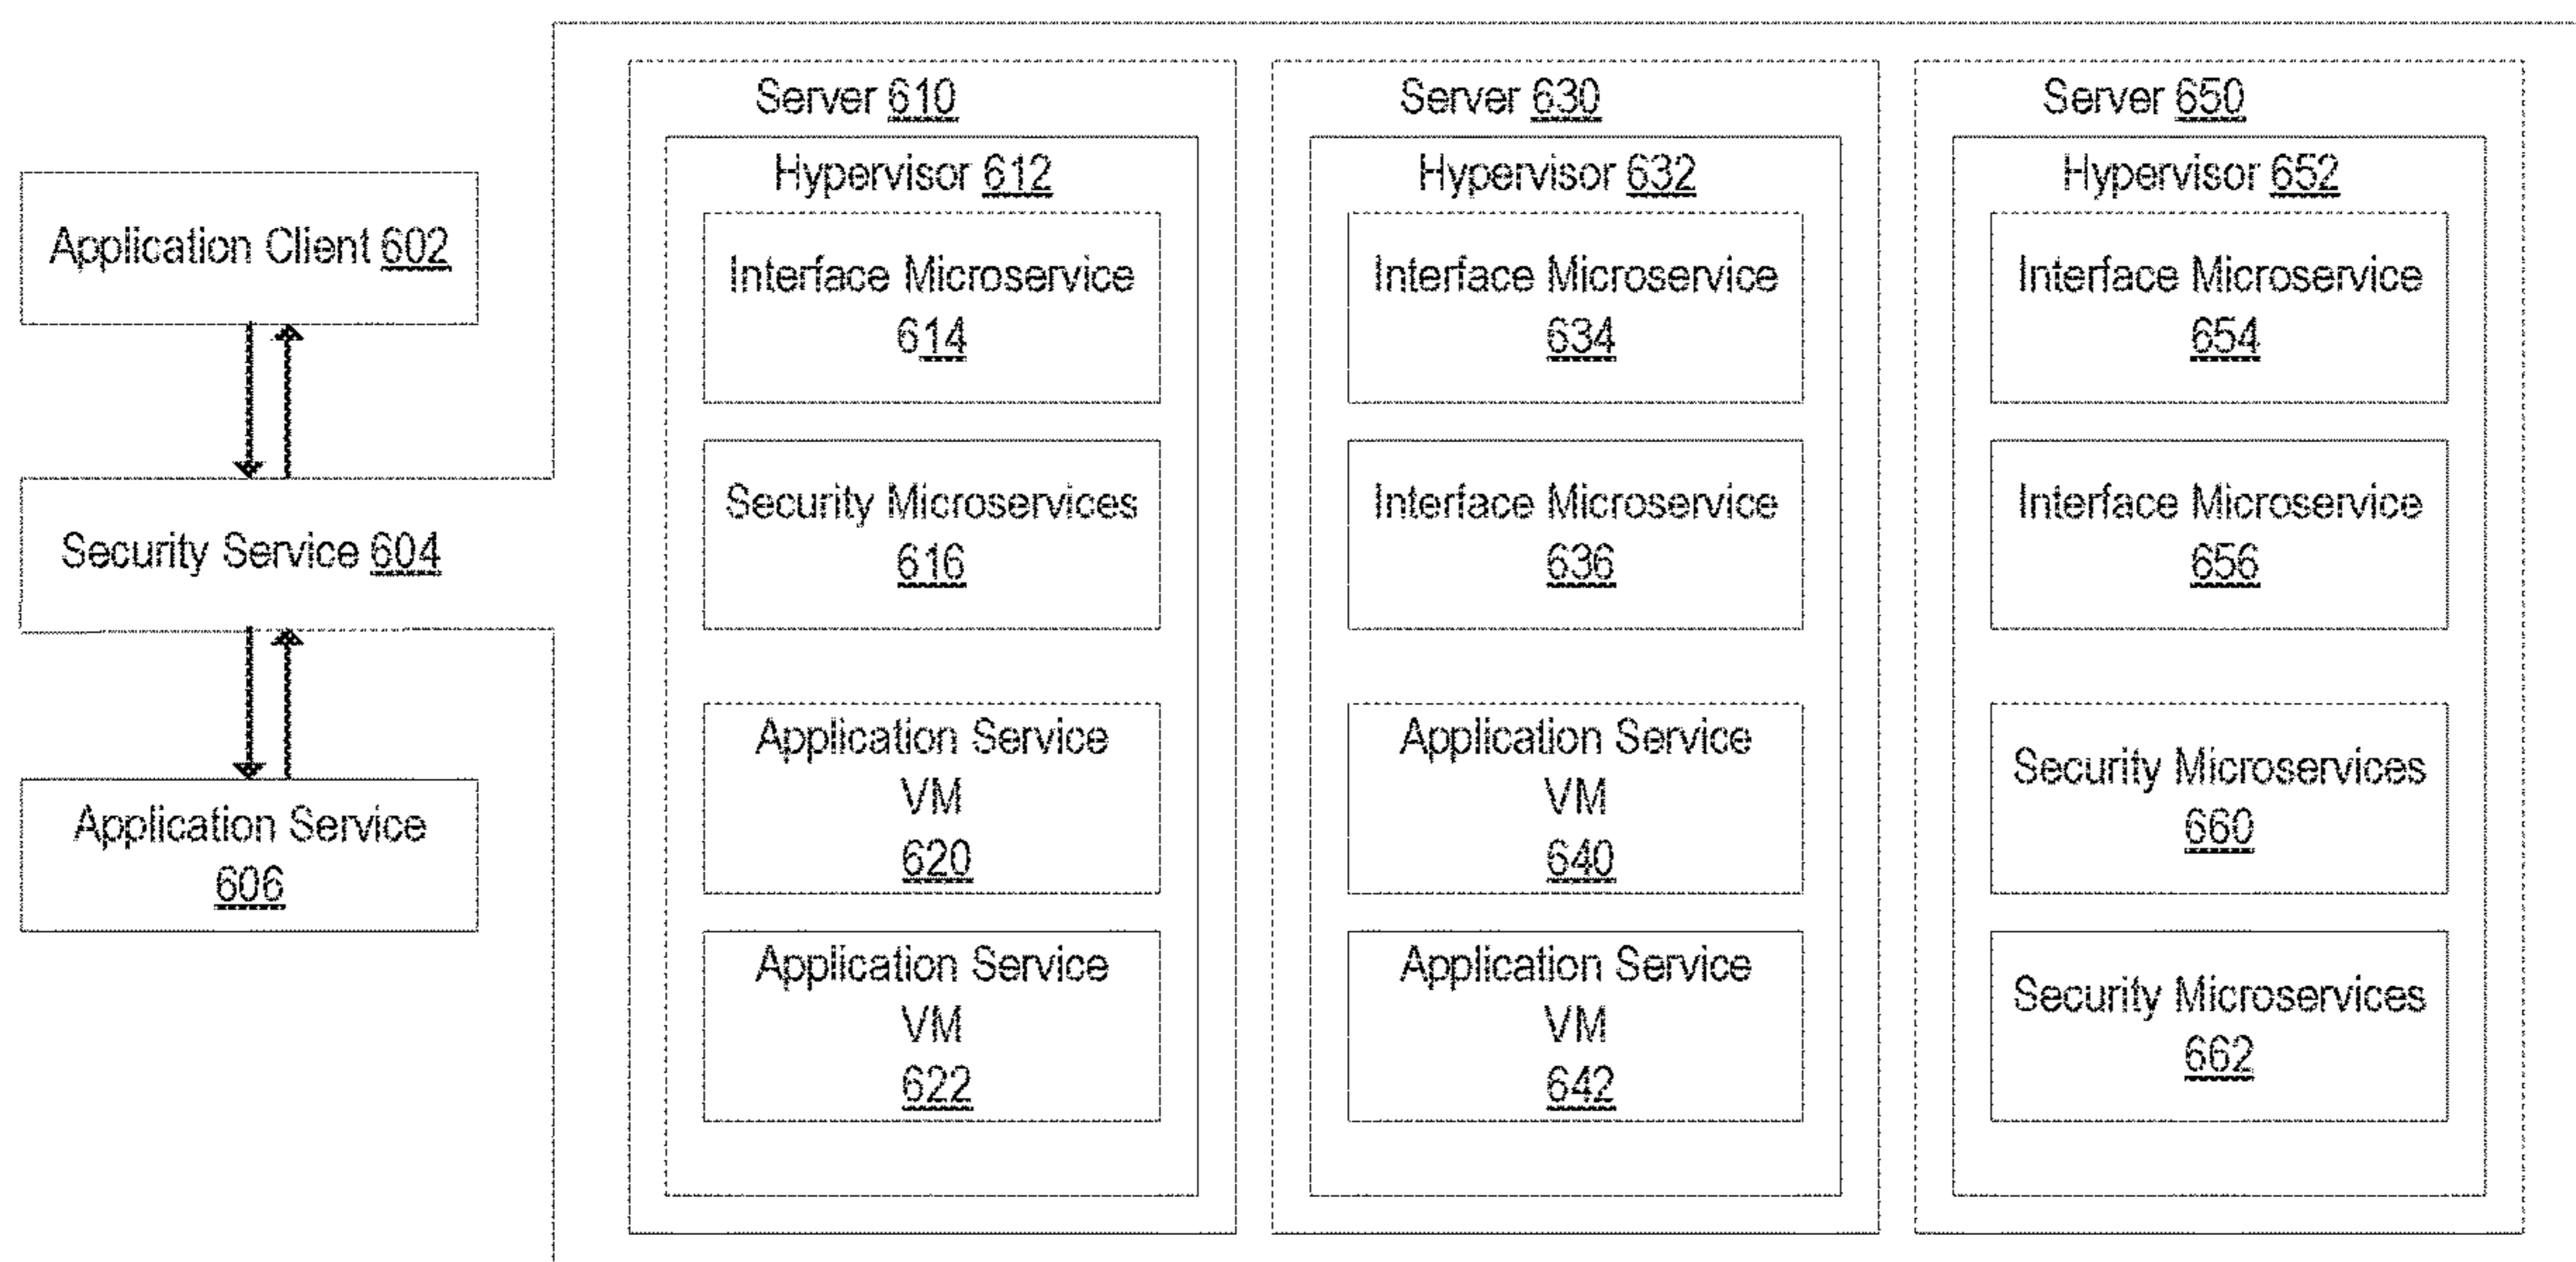 Application Client 602
Security Service 604
Application Service
606
Server 610
Hypervisor 612
Interface Microservice
614
Security Microservices
616
Application Service
VM
620
Application Service
VM
622
Server 630
Hypervisor 632
Interface Microservice
634
Interface Microservice
636
Application Service
VM
640
Application Service
VM
642
Server 650
Hypervisor 652
Interface Microservice
654
Interface Microservice
656
Security Microservices
660
Security Microservices
662